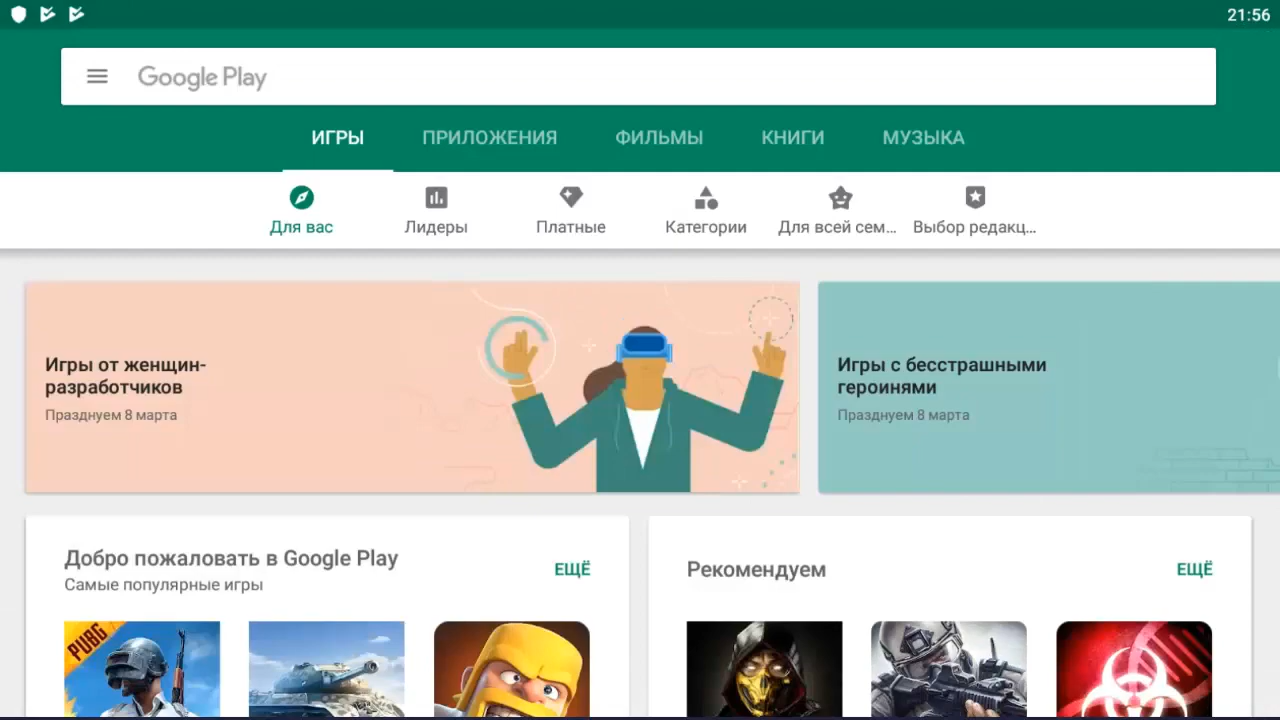 21:56
Google Play
ИГРЫ
ПРИЛОЖЕНИЯ
ФИЛЬМЫ
КНИГИ
МУЗЫКА
Для вас
Лидеры
Платные
Категории
Для всей сем...
Выбор редакц...
Игры от женщин-
разработчиков
Празднуем 8 марта
Игры с бесстрашными
героинями
Празднуем 8 марта
Добро пожаловать в Google Play
Самые популярные игры
ЕЩЁ
Рекомендуем
ЕЩЁ
PUBG